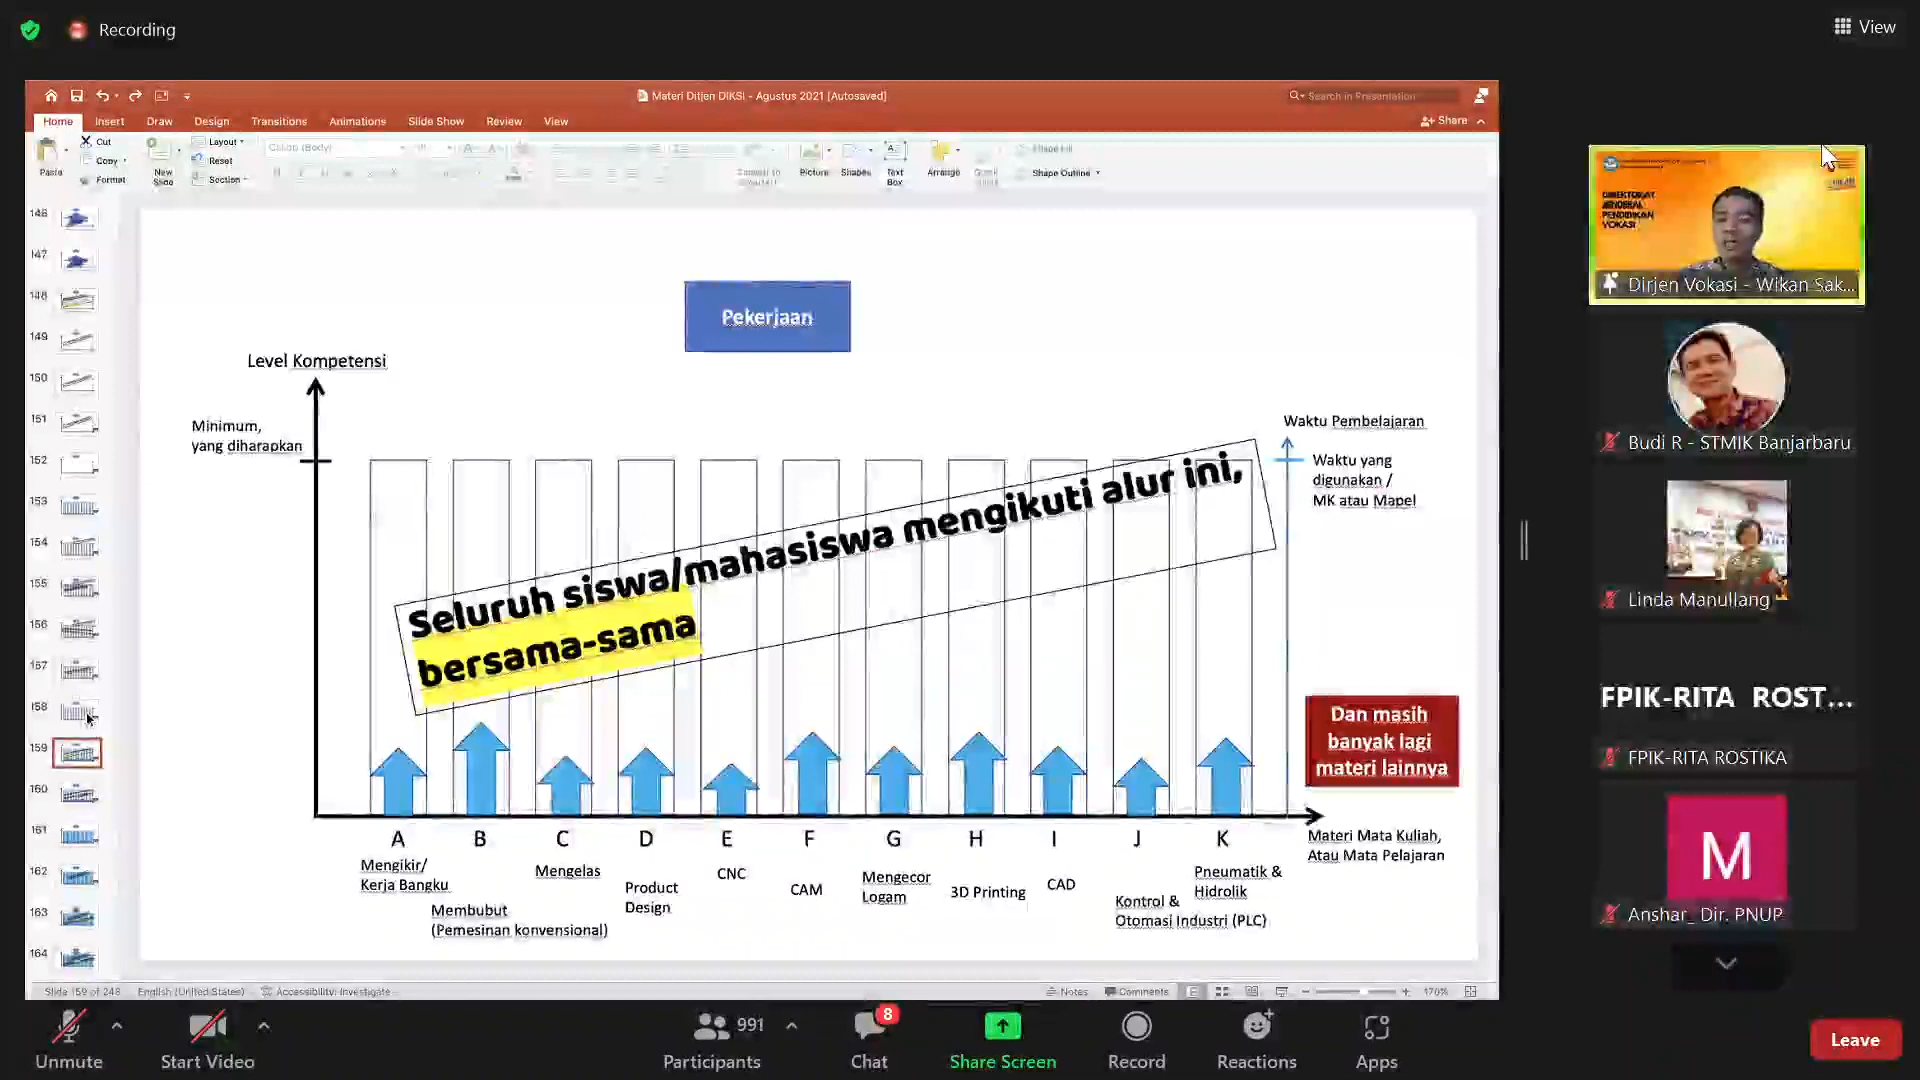 Recording
View
Materi Ditjen DIKSI - Agustus 2021 [Autosaved]
Search in Presentation
Home Insert Draw Design Transitions Animations Slide Show Review View
Share
Paste
Cut
Copy
Format
New
Slide
Layout
Reset
Section
Picture
Shapes
Text
Box
Arrange
Shape Fill
Shape Outline
146
147
148
149
150
151
152
153
154
155
156
157
158
159
160
161
162
163
164
Pekerjaan
Level Kompetensi
Minimum,
yang diharapkan
Waktu Pembelajaran
Waktu yang
digunakan /
MK atau Mapel
Seluruh siswa/mahasiswa mengikuti alur ini,
bersama-sama
Dan masih
banyak lagi
materi lainnya
A B C D E F G H I J K
Mengikir/
Kerja Bangku
Membubut
(Pemesinan konvensional)
Mengelas
Product
Design
CNC
CAM
Mengecor
Logam
3D Printing
CAD
Kontrol &
Otomasi Industri (PLC)
Pneumatik &
Hidrolik
Materi Mata Kuliah,
Atau Mata Pelajaran
Slide 159 of 248
English (United States)
Accessibility: Investigate
Notes
Comments
170%
DIREKTORAT
JENDERAL
PENDIDIKAN
VOKASI
Dirjen Vokasi - Wikan Sak...
Budi R - STMIK Banjarbaru
Linda Manullang
FPIK-RITA ROST...
FPIK-RITA ROSTIKA
M
Anshar_ Dir. PNUP
Unmute
Start Video
991
Participants
8
Chat
Share Screen
Record
Reactions
Apps
Leave